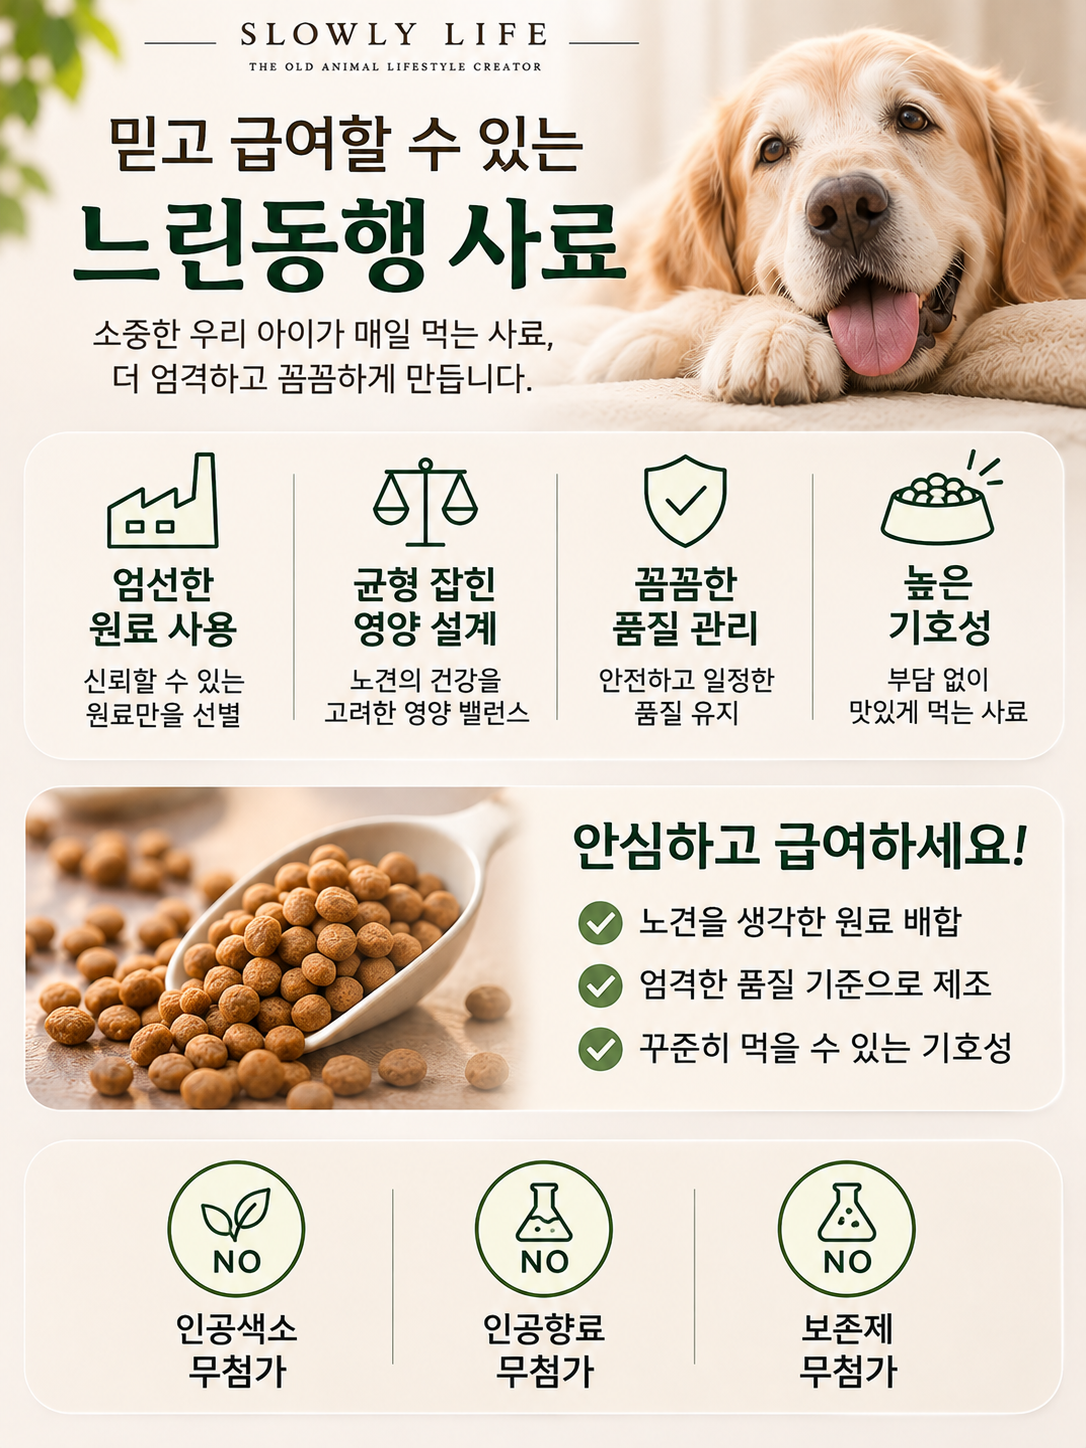 SLOWLY LIFE
THE OLD ANIMAL LIFESTYLE CREATOR
믿고 급여할 수 있는
느린동행 사료
소중한 우리 아이가 매일 먹는 사료,
더 엄격하고 꼼꼼하게 만듭니다.
엄선한
원료 사용
신뢰할 수 있는
원료만을 선별
균형 잡힌
영양 설계
노견의 건강을
고려한 영양 밸런스
꼼꼼한
품질 관리
안전하고 일정한
품질 유지
높은
기호성
부담 없이
맛있게 먹는 사료
안심하고 급여하세요!
노견을 생각한 원료 배합
엄격한 품질 기준으로 제조
꾸준히 먹을 수 있는 기호성
NO
인공색소
무첨가
NO
인공향료
무첨가
NO
보존제
무첨가